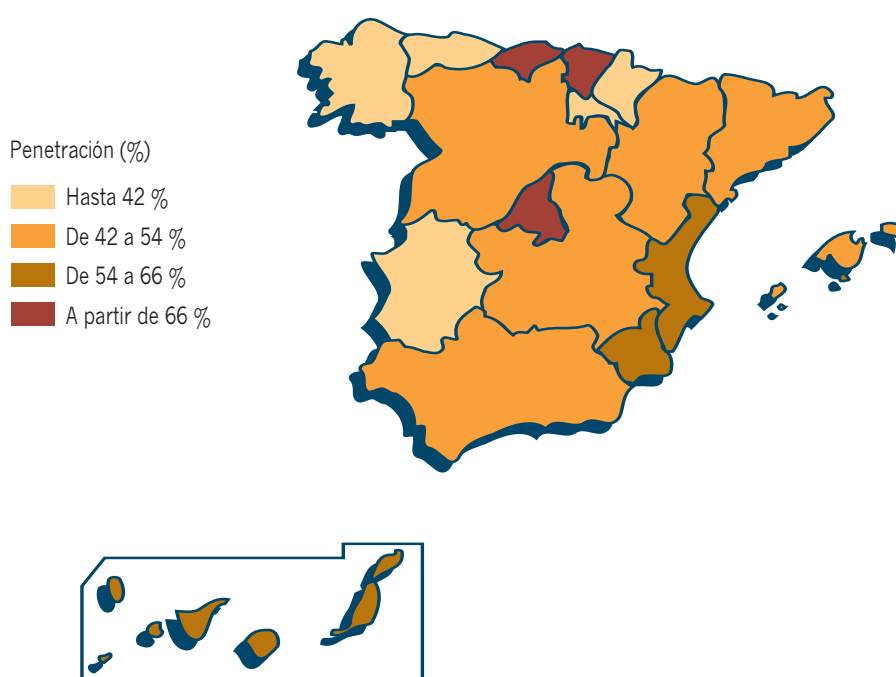 Penetración (%)
Hasta 42 %
De 42 a 54 %
De 54 a 66 %
A partir de 66 %